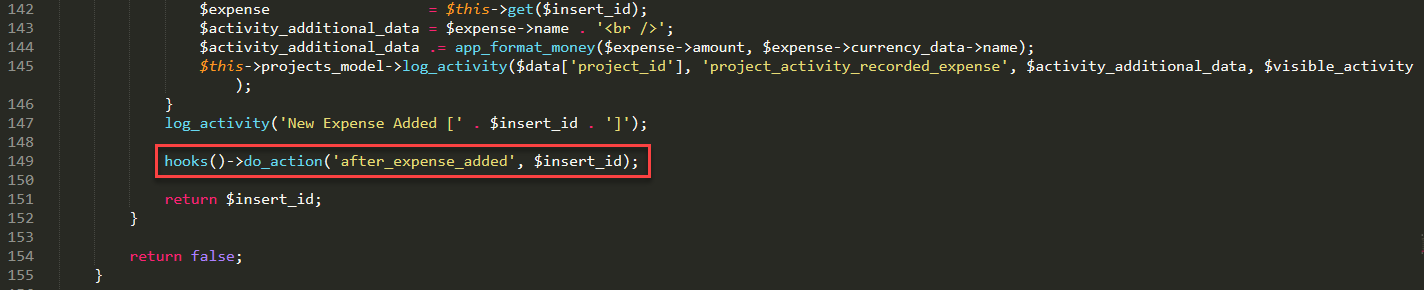 142 $expense = $this->get($insert_id);
143 $activity_additional_data = $expense->name . '<br />';
144 $activity_additional_data .= app_format_money($expense->amount, $expense->currency_data->name);
145 $this->projects_model->log_activity($data['project_id'], 'project_activity_recorded_expense', $activity_additional_data, $visible_activity
);
146 }
147 log_activity('New Expense Added [' . $insert_id . ']');
148
149 hooks()->do_action('after_expense_added', $insert_id);
150
151 return $insert_id;
152 }
153
154 return false;
155 }